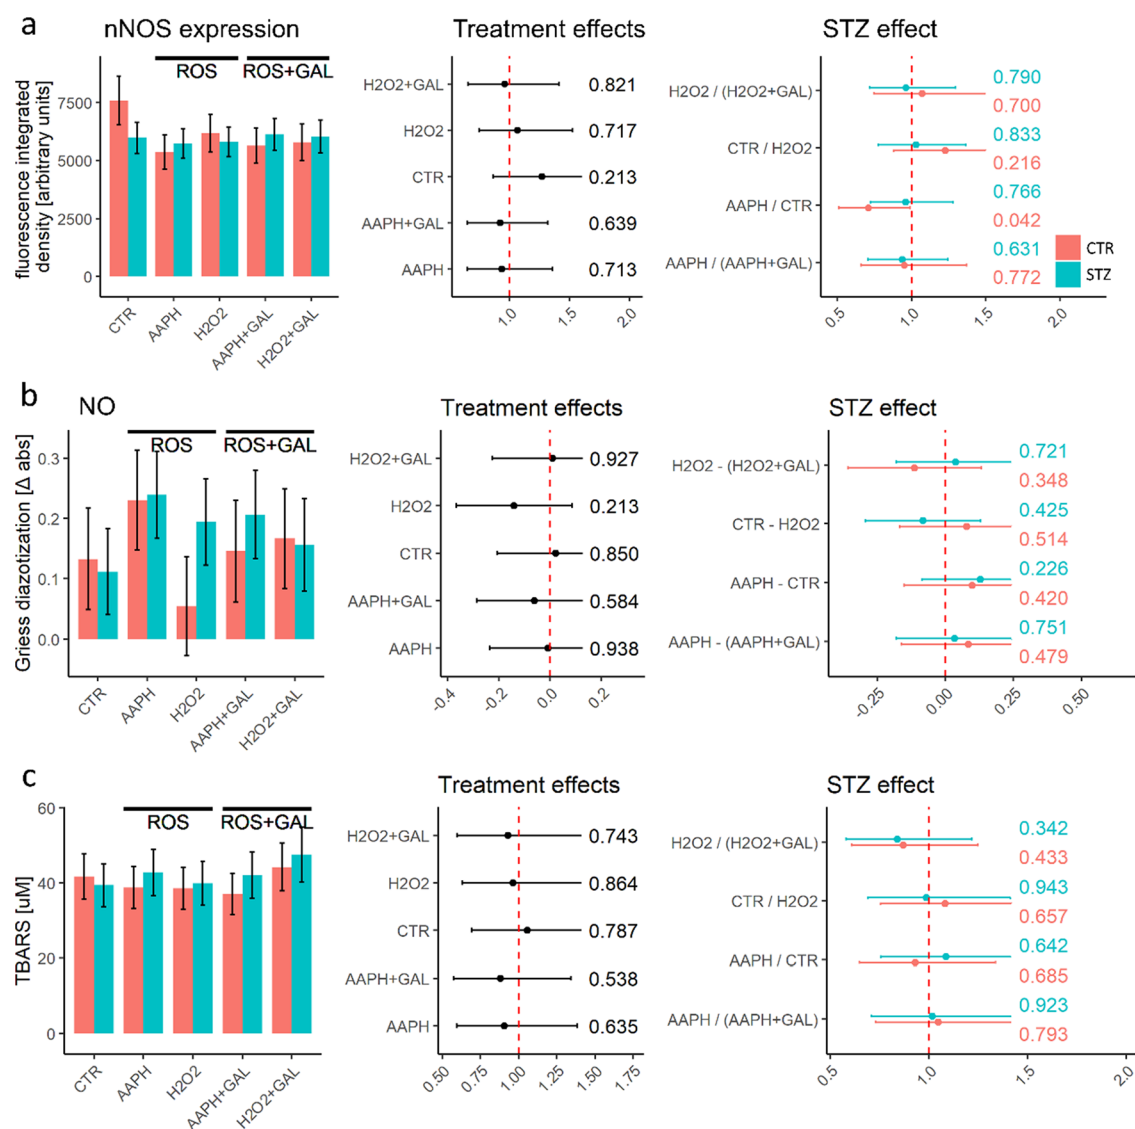 a
nNOS expression
Treatment effects
STZ effect
fluorescence integrated
density [arbitrary units]
7500
5000
2500
0
ROS
ROS+GAL
CTR
AAPH
H2O2
AAPH+GAL
H2O2+GAL
H2O2+GAL
0.821
H2O2
0.717
CTR
0.213
AAPH+GAL
0.639
AAPH
0.713
1.0
1.5
2.0
H2O2 / (H2O2+GAL)
0.790
0.700
CTR / H2O2
0.833
0.216
AAPH / CTR
0.766
0.042
AAPH / (AAPH+GAL)
0.631
0.772
0.5
1.0
1.5
2.0
CTR
STZ
b
NO
Treatment effects
STZ effect
Griess diazotization [Δ abs]
0.3
0.2
0.1
0.0
ROS
ROS+GAL
CTR
AAPH
H2O2
AAPH+GAL
H2O2+GAL
H2O2+GAL
0.927
H2O2
0.213
CTR
0.850
AAPH+GAL
0.584
AAPH
0.938
-0.4
-0.2
0.0
0.2
H2O2 - (H2O2+GAL)
0.721
0.348
CTR - H2O2
0.425
0.514
AAPH - CTR
0.226
0.420
AAPH - (AAPH+GAL)
0.751
0.479
-0.25
0.00
0.25
0.50
c
Treatment effects
STZ effect
TBARS [uM]
60
40
20
0
ROS
ROS+GAL
CTR
AAPH
H2O2
AAPH+GAL
H2O2+GAL
H2O2+GAL
0.743
H2O2
0.864
CTR
0.787
AAPH+GAL
0.538
AAPH
0.635
0.50
0.75
1.00
1.25
1.50
1.75
H2O2 / (H2O2+GAL)
0.342
0.433
CTR / H2O2
0.943
0.657
AAPH / CTR
0.642
0.685
AAPH / (AAPH+GAL)
0.923
0.793
0.5
1.0
1.5
2.0